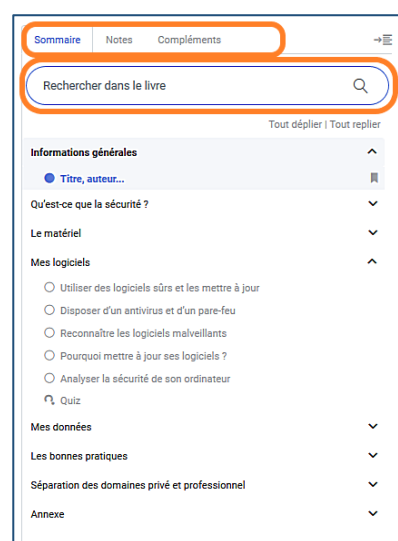 Sommaire Notes Compléments
Rechercher dans le livre
Tout déplier | Tout replier
Informations générales
Titre, auteur...
Qu'est-ce que la sécurité ?
Le matériel
Mes logiciels
Utiliser des logiciels sûrs et les mettre à jour
Disposer d'un antivirus et d'un pare-feu
Reconnaître les logiciels malveillants
Pourquoi mettre à jour ses logiciels ?
Analyser la sécurité de son ordinateur
Quiz
Mes données
Les bonnes pratiques
Séparation des domaines privé et professionnel
Annexe